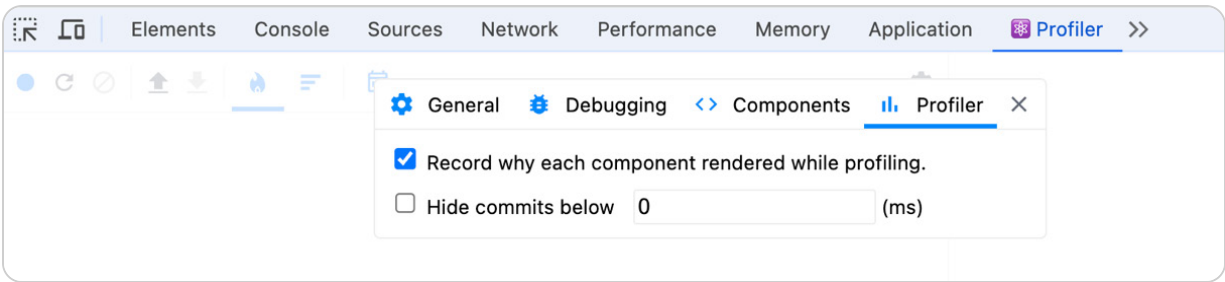 Elements Console Sources Network Performance Memory Application Profiler
General Debugging Components Profiler
Record why each component rendered while profiling.
Hide commits below 0 (ms)